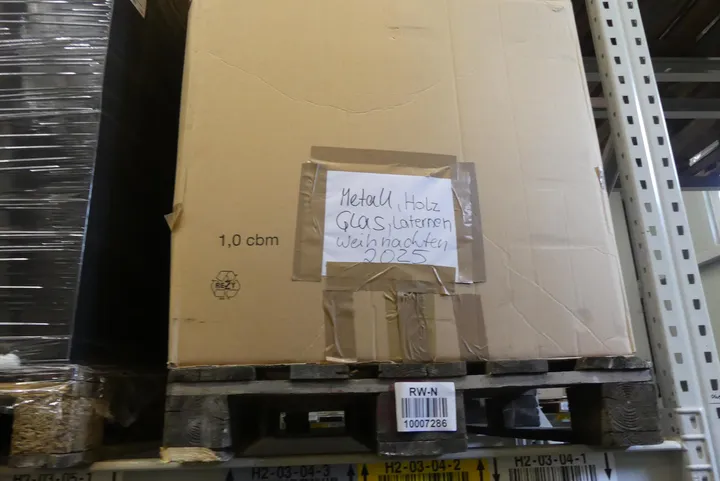 Metall, Holz
Glas, Laternen
Weihnachten
2025
1,0 cbm
RESY
RW-N
10007286
H2-03-04-3
H2-03-04-2
H2-03-04-1